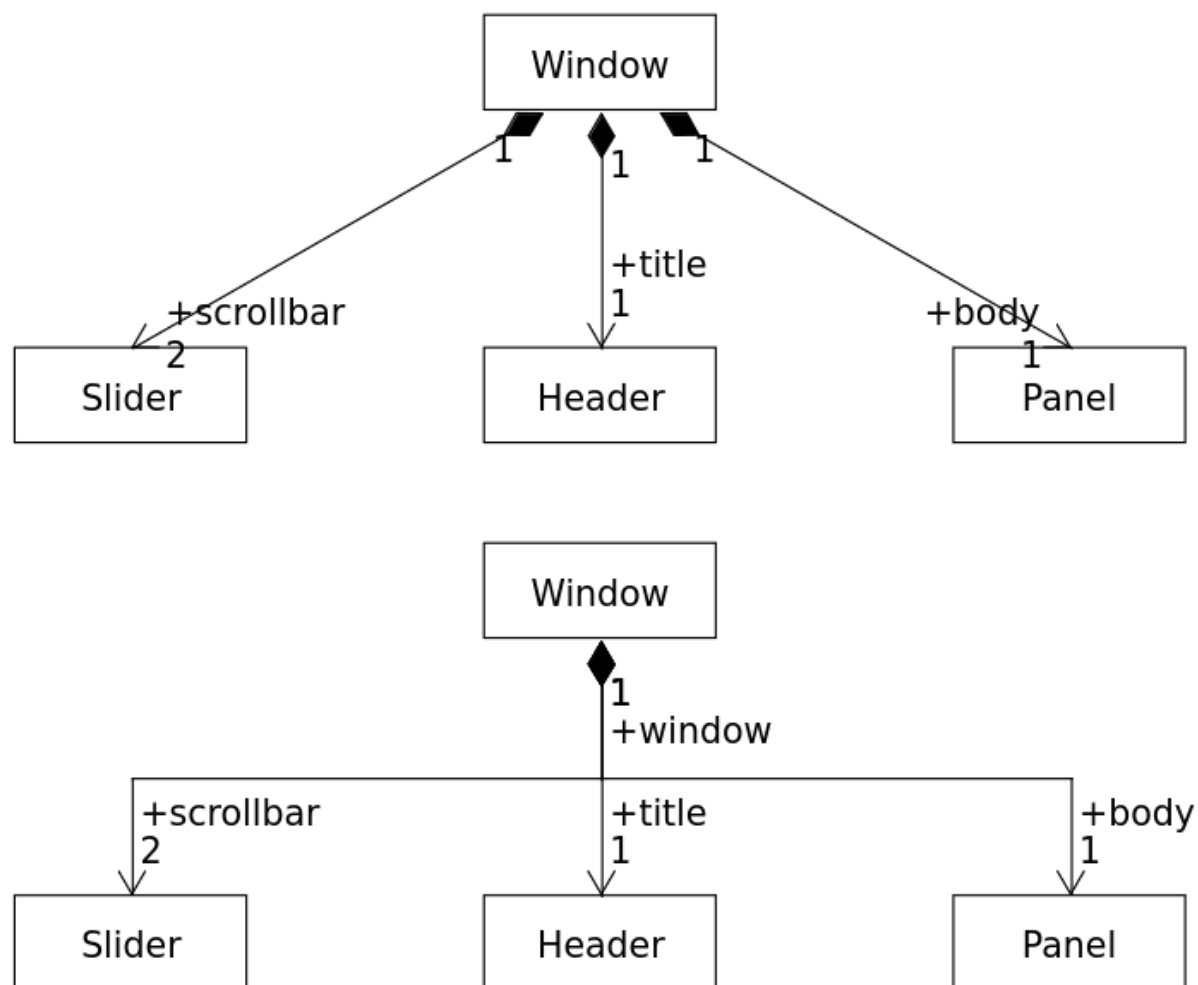 Window
1 1 1
+title
1
+scrollbar +body
2 1
Slider Header Panel
Window
1
+window
+scrollbar +title +body
2 1 1
Slider Header Panel